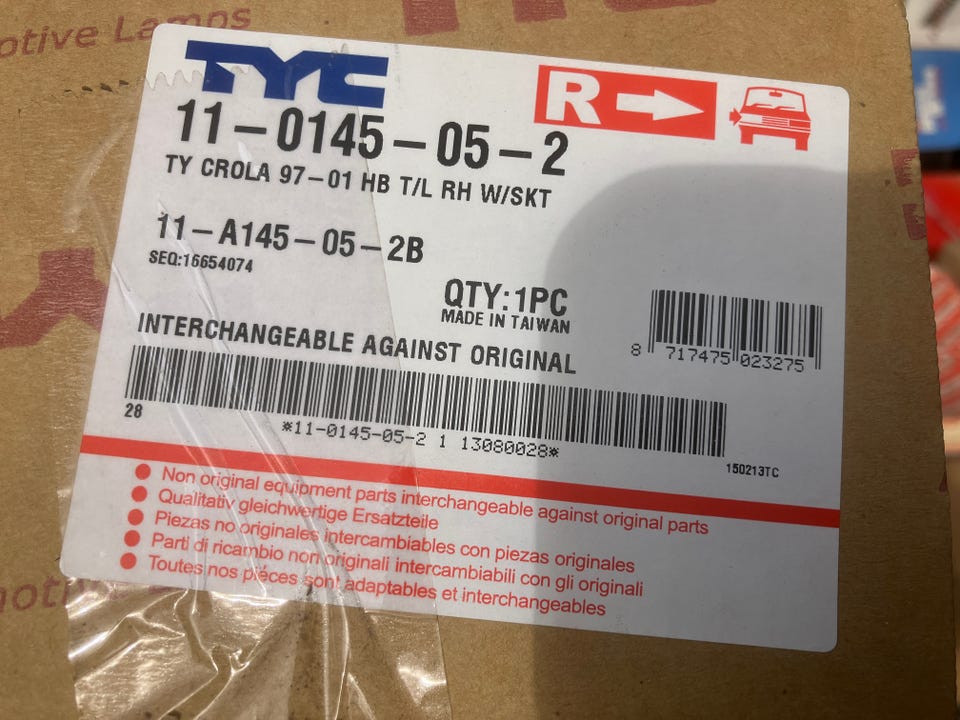 otive Lamps
TYC
R
11-0145-05-2
TY CROLA 97-01 HB T/L RH W/SKT
11-A145-05-2B
SEQ:16654074
QTY:1PC
MADE IN TAIWAN
INTERCHANGEABLE AGAINST ORIGINAL
8 717475 023275
28
*11-0145-05-2 1 13080028*
150213TC
Non original equipment parts interchangeable against original parts
Qualitativ gleichwertige Ersatzteile
Piezas no originales intercambiables con piezas originales
Parti di ricambio non originali intercambiabili con gli originali
Toutes nos piéces sont adaptables et interchangeables